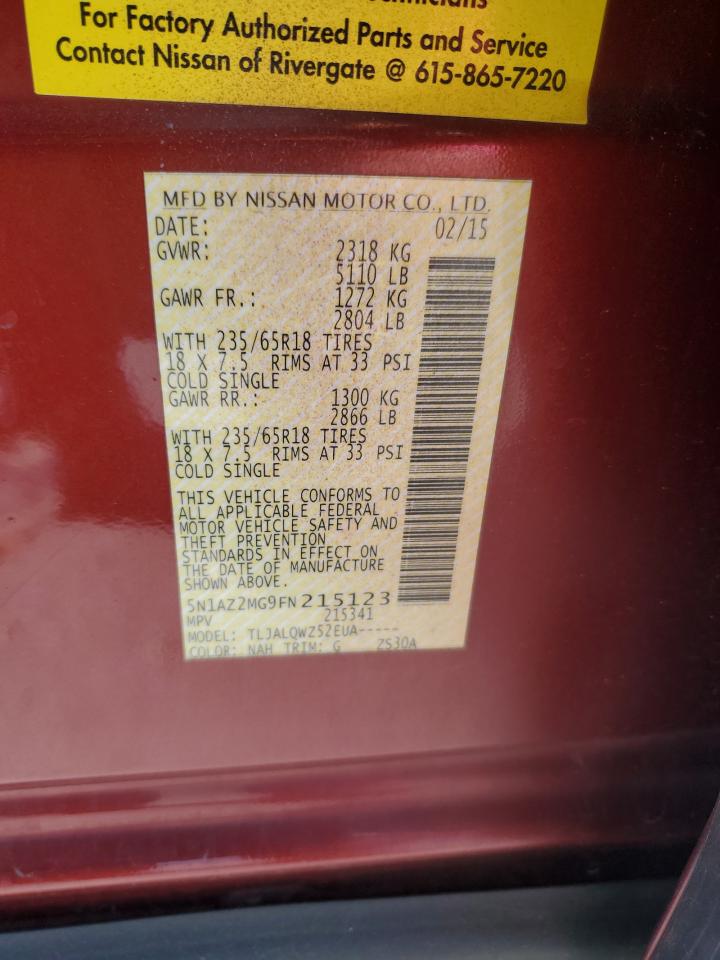 For Factory Authorized Parts and Service
Contact Nissan of Rivergate @ 615-865-7220
MFD BY NISSAN MOTOR CO., LTD.
DATE: 02/15
GVWR: 2318 KG
5110 LB
GAWR FR.: 1272 KG
2804 LB
WITH 235/65R18 TIRES
18 X 7.5 RIMS AT 33 PSI
COLD SINGLE
GAWR RR.: 1300 KG
2866 LB
WITH 235/65R18 TIRES
18 X 7.5 RIMS AT 33 PSI
COLD SINGLE
THIS VEHICLE CONFORMS TO
ALL APPLICABLE FEDERAL
MOTOR VEHICLE SAFETY AND
THEFT PREVENTION
STANDARDS IN EFFECT ON
THE DATE OF MANUFACTURE
SHOWN ABOVE.
5N1AZ2MG9FN215123
MPV 215341
MODEL: TLJALQWZ52EUA-----
COLOR: NAH TRIM: G ZS30A